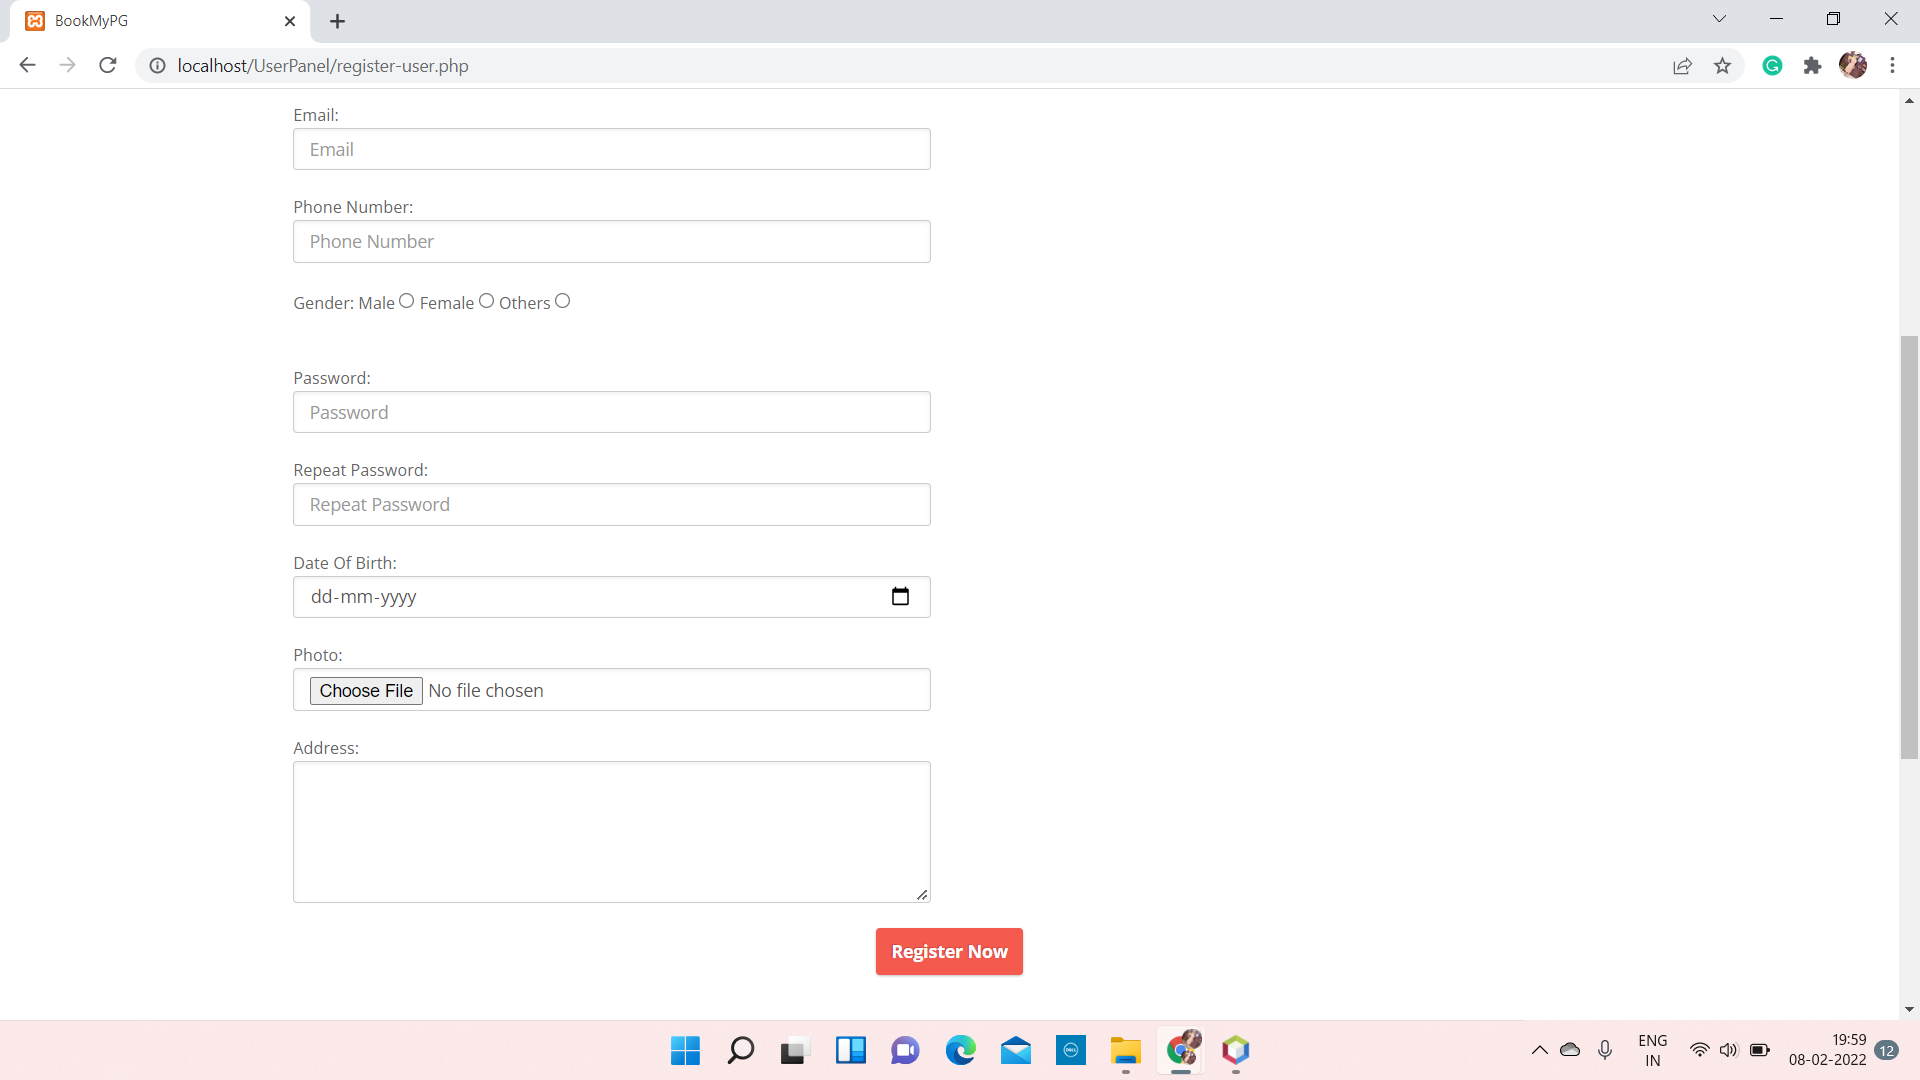 BookMyPG
localhost/UserPanel/register-user.php
Email:
Email
Phone Number:
Phone Number
Gender: Male Female Others
Password:
Password
Repeat Password:
Repeat Password
Date Of Birth:
dd-mm-yyyy
Photo:
Choose File No file chosen
Address:
Register Now
DELL
ENG
IN
19:59
08-02-2022
12